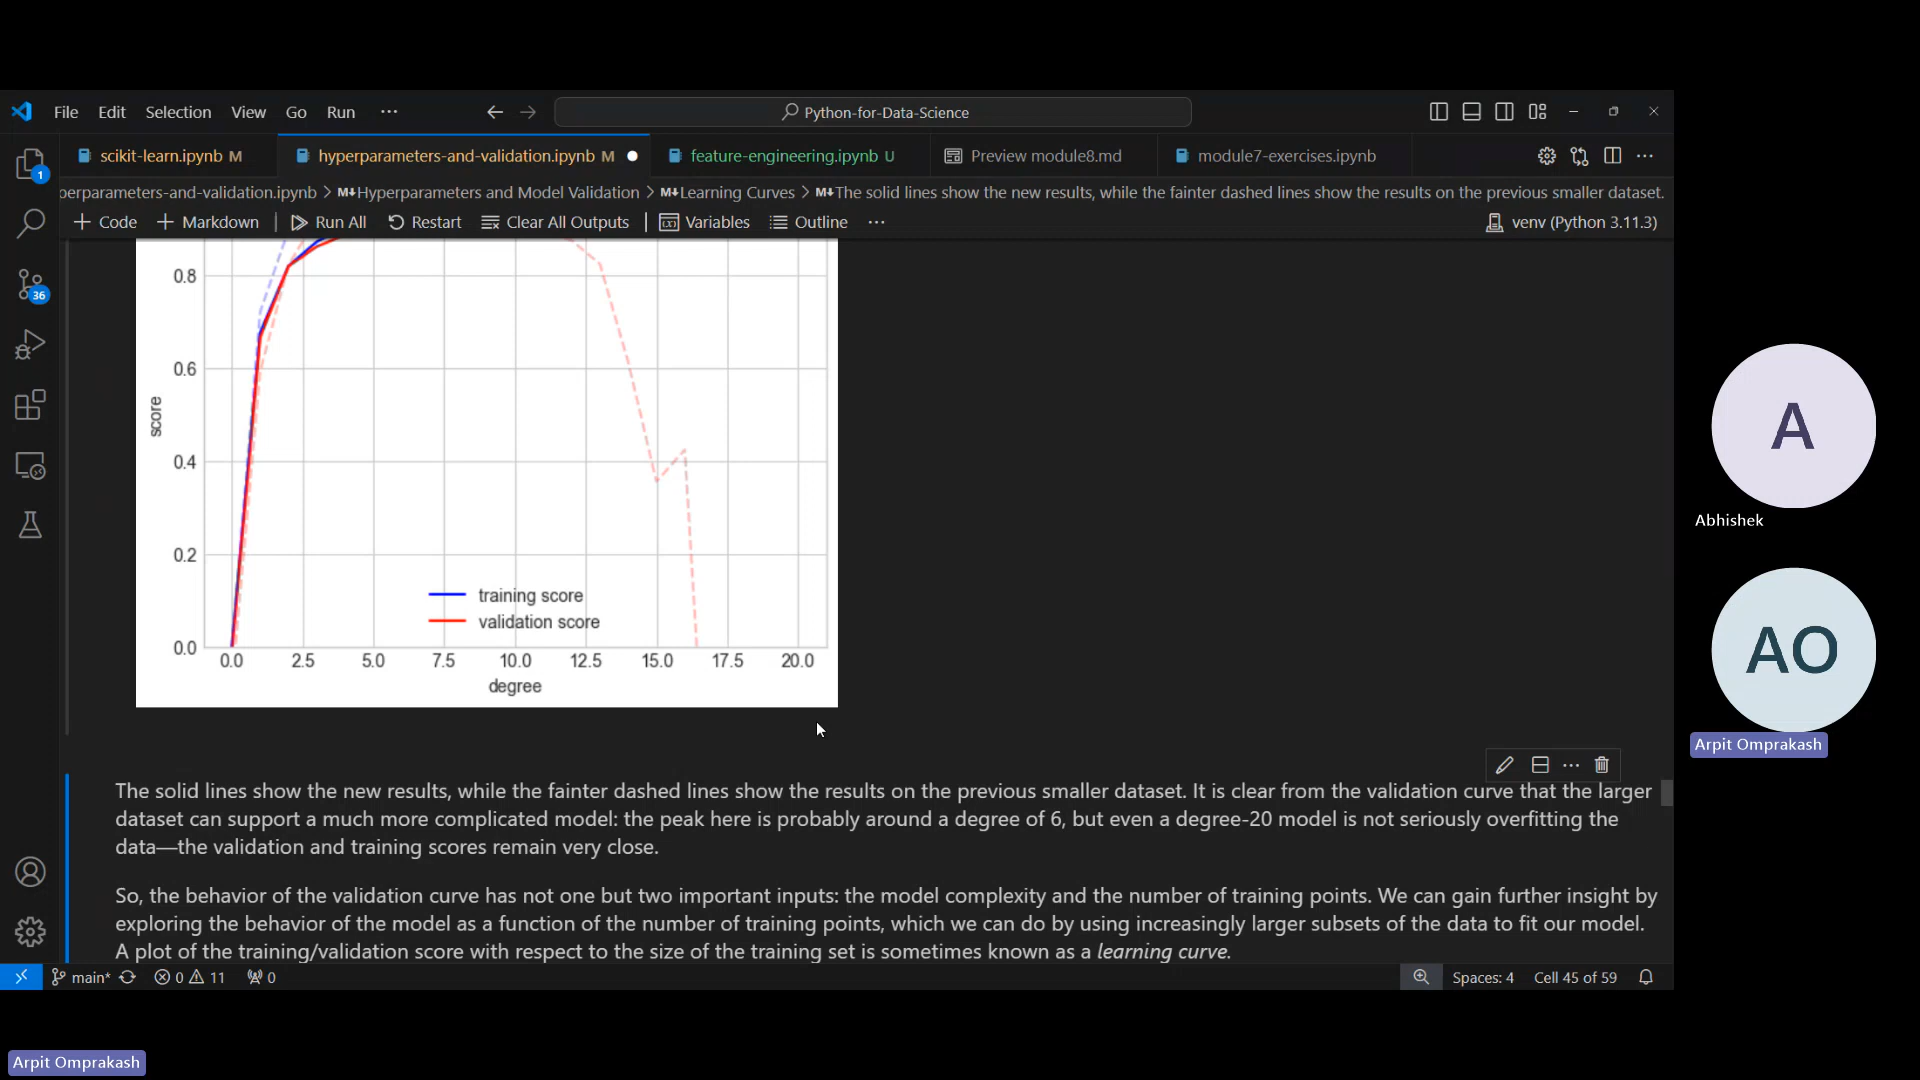 File Edit Selection View Go Run ··· Python-for-Data-Science
scikit-learn.ipynb M hyperparameters-and-validation.ipynb M feature-engineering.ipynb U Preview module8.md module7-exercises.ipynb
perparameters-and-validation.ipynb > M↓Hyperparameters and Model Validation > M↓Learning Curves > M↓The solid lines show the new results, while the fainter dashed lines show the results on the previous smaller dataset.
+ Code + Markdown Run All Restart Clear All Outputs Variables Outline ··· venv (Python 3.11.3)
1
36
0.8
0.6
score
0.4
0.2
training score
validation score
0.0
0.0 2.5 5.0 7.5 10.0 12.5 15.0 17.5 20.0
degree
The solid lines show the new results, while the fainter dashed lines show the results on the previous smaller dataset. It is clear from the validation curve that the larger
dataset can support a much more complicated model: the peak here is probably around a degree of 6, but even a degree-20 model is not seriously overfitting the
data—the validation and training scores remain very close.
So, the behavior of the validation curve has not one but two important inputs: the model complexity and the number of training points. We can gain further insight by
exploring the behavior of the model as a function of the number of training points, which we can do by using increasingly larger subsets of the data to fit our model.
A plot of the training/validation score with respect to the size of the training set is sometimes known as a learning curve.
main* 0 11 0 Spaces: 4 Cell 45 of 59
A
Abhishek
AO
Arpit Omprakash
Arpit Omprakash